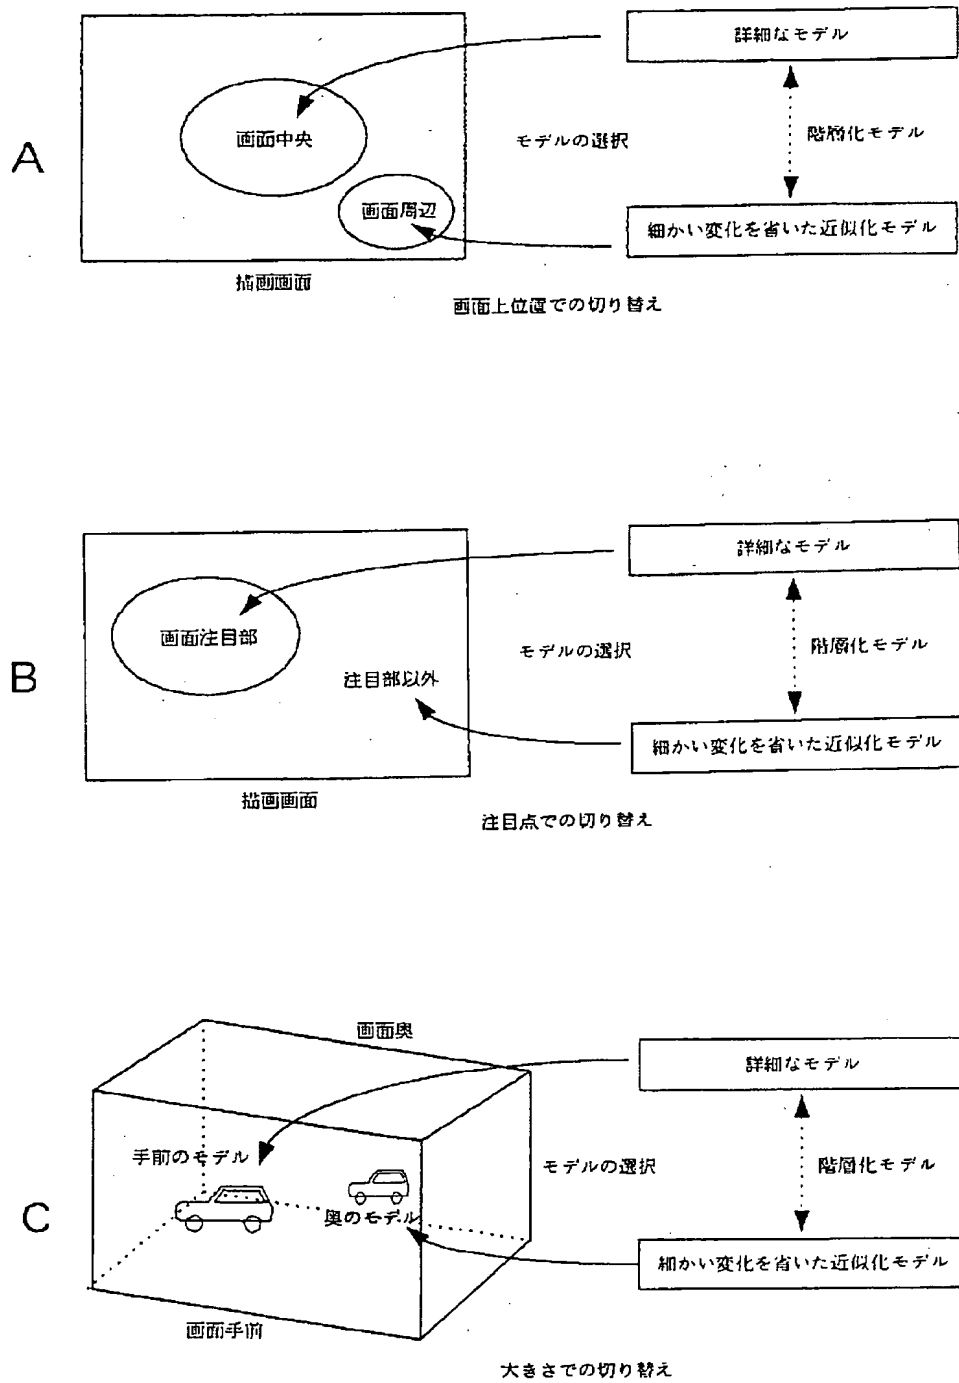 A
詳細なモデル
画面中央
モデルの選択
階層化モデル
画面周辺
細かい変化を省いた近似化モデル
描画画面
画面上位置での切り替え
B
詳細なモデル
画面注目部
モデルの選択
階層化モデル
注目部以外
細かい変化を省いた近似化モデル
描画画面
注目点での切り替え
C
画面奥
詳細なモデル
手前のモデル
モデルの選択
階層化モデル
奥のモデル
細かい変化を省いた近似化モデル
画面手前
大きさでの切り替え